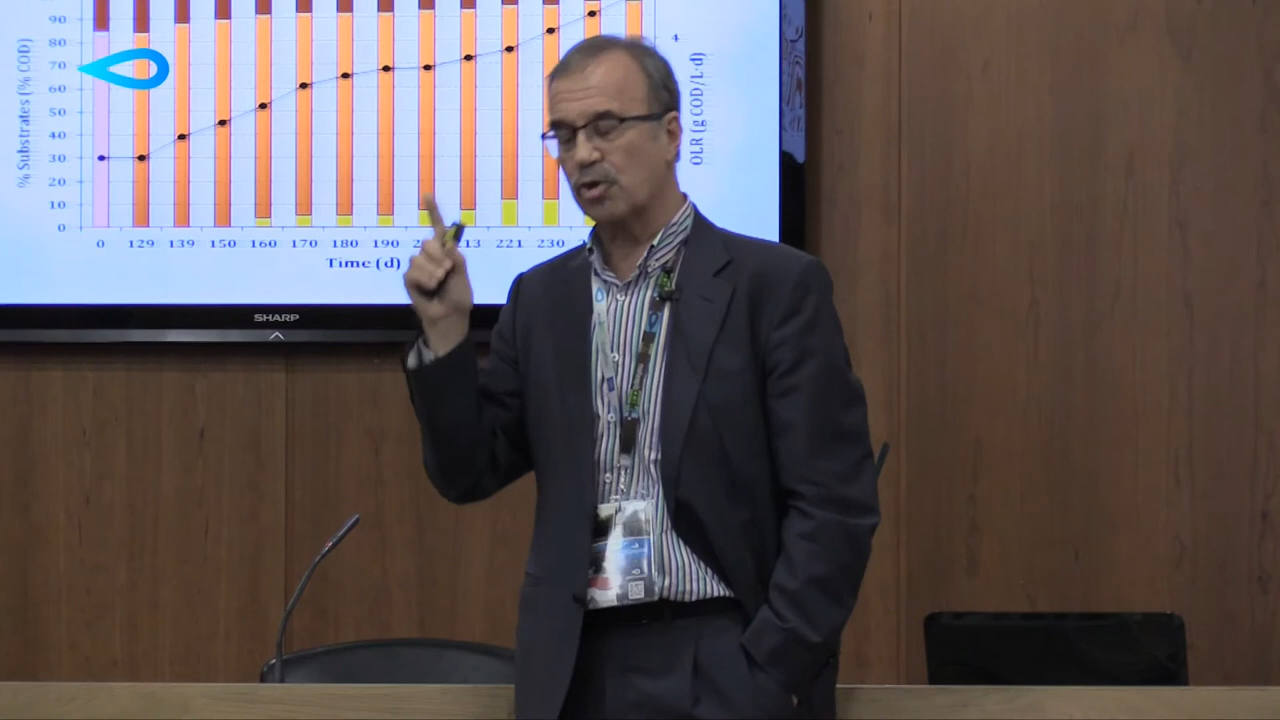 90
80
70
60
50
40
30
20
10
0
% Substrates (% COD)
4
OLR (g COD/L·d)
0 129 139 150 160 170 180 190 213 221 230
Time (d)
SHARP